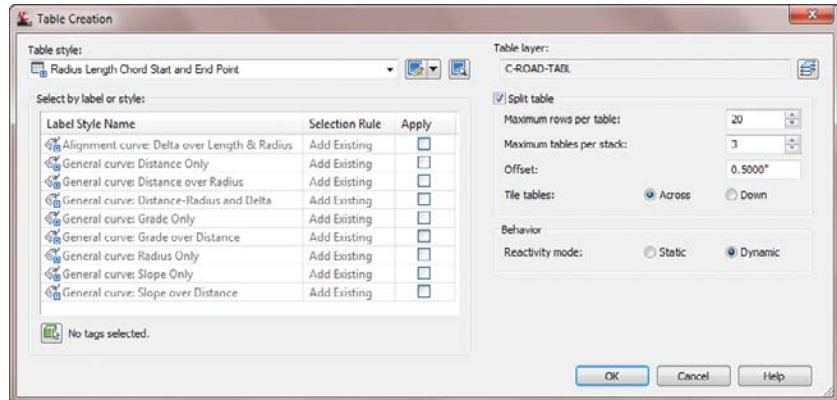 Table Creation
Table style:
Radius Length Chord Start and End Point
Select by label or style:
Label Style Name Selection Rule Apply
Alignment curve: Delta over Length & Radius Add Existing
General curve: Distance Only Add Existing
General curve: Distance over Radius Add Existing
General curve: Distance-Radius and Delta Add Existing
General curve: Grade Only Add Existing
General curve: Grade over Distance Add Existing
General curve: Radius Only Add Existing
General curve: Slope Only Add Existing
General curve: Slope over Distance Add Existing
No tags selected.
Table layer:
C-ROAD-TABL
Split table
Maximum rows per table: 20
Maximum tables per stack: 3
Offset: 0.5000"
Tile tables: Across Down
Behavior
Reactivity mode: Static Dynamic
OK Cancel Help